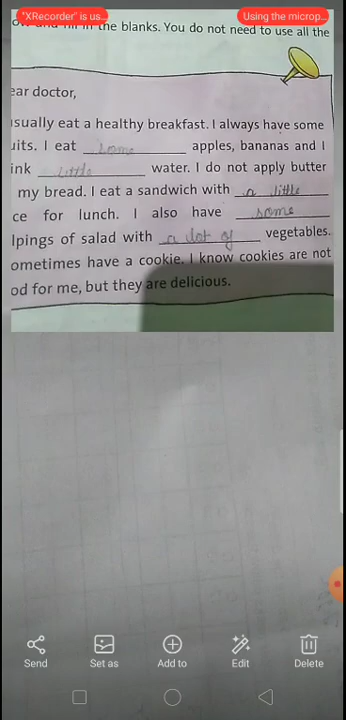 "XRecorder" is us...
Using the microp...
and fill in the blanks. You do not need to use all the
ear doctor,
usually eat a healthy breakfast. I always have some
uits. I eat some apples, bananas and I
ink little water. I do not apply butter
my bread. I eat a sandwich with a little
ce for lunch. I also have some
lpings of salad with a lot of vegetables.
ometimes have a cookie. I know cookies are not
od for me, but they are delicious.
Send Set as Add to Edit Delete